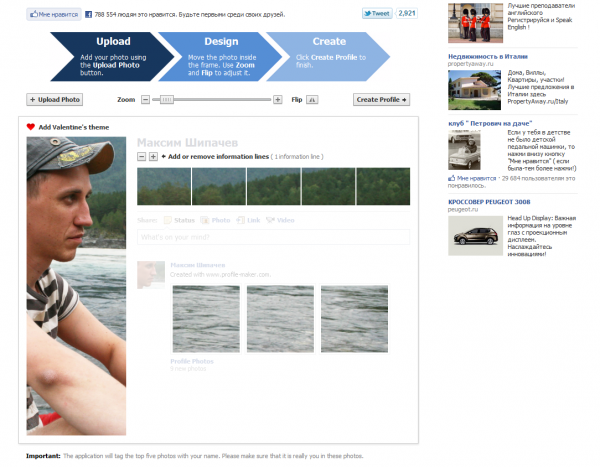 Мне нравится
788 554 людям это нравится. Будьте первыми среди своих друзей.
Tweet
2,921
Upload
Add your photo using
the Upload Photo
button.
Design
Move the photo inside
the frame. Use Zoom
and Flip to adjust it.
Create
Click Create Profile to
finish.
+ Upload Photo
Zoom
Flip
Create Profile
Add Valentine's theme
Максим Шипачев
Add or remove information lines ( 1 information line )
Share:
Status
Photo
Link
Video
What's on your mind?
Максим Шипачев
Created with www.profile-maker.com.
Profile Photos
5 new photos
Important: The application will tag the top five photos with your name. Please make sure that it is really you in these photos.
Лучшие преподаватели
английского
Регистрируйся и Speak
English !
Недвижимость в Италии
propertyaway.ru
Дома, Виллы,
Квартиры, участки!
Лучшие предложения
в Италии здесь
PropertyAway.ru/Italy
клуб " Петрович на даче"
Если у тебя в детстве
не было детской
педальной машинки, то
нажми внизу кнопку
"Мне нравится" ( если
была-тем более нажми!)
Мне нравится · 29 684 пользователям это
понравилось.
КРОССОВЕР PEUGEOT 3008
peugeot.ru
Head Up Display: Важная
информация на уровне
глаз с проекционным
дисплеем.
Наслаждайтесь
инновациями!